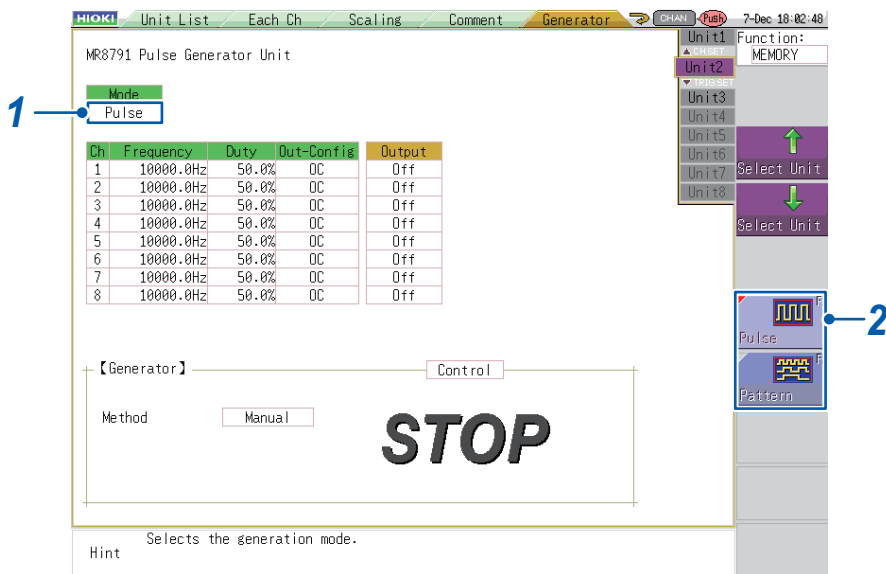 HIOKI Unit List Each Ch Scaling Comment Generator CHAN Push 7-Dec 18:02:48
MR8791 Pulse Generator Unit
Mode
1
Pulse
Ch Frequency Duty Out-Config Output
1 10000.0Hz 50.0% OC Off
2 10000.0Hz 50.0% OC Off
3 10000.0Hz 50.0% OC Off
4 10000.0Hz 50.0% OC Off
5 10000.0Hz 50.0% OC Off
6 10000.0Hz 50.0% OC Off
7 10000.0Hz 50.0% OC Off
8 10000.0Hz 50.0% OC Off
【Generator】 Control
Method Manual
STOP
Unit1
▲ CH.SET
Unit2
▼ TRIG SET
Unit3
Unit4
Unit5
Unit6
Unit7
Unit8
Function:
MEMORY
Select Unit
Select Unit
F
Pulse
2
F
Pattern
Selects the generation mode.
Hint